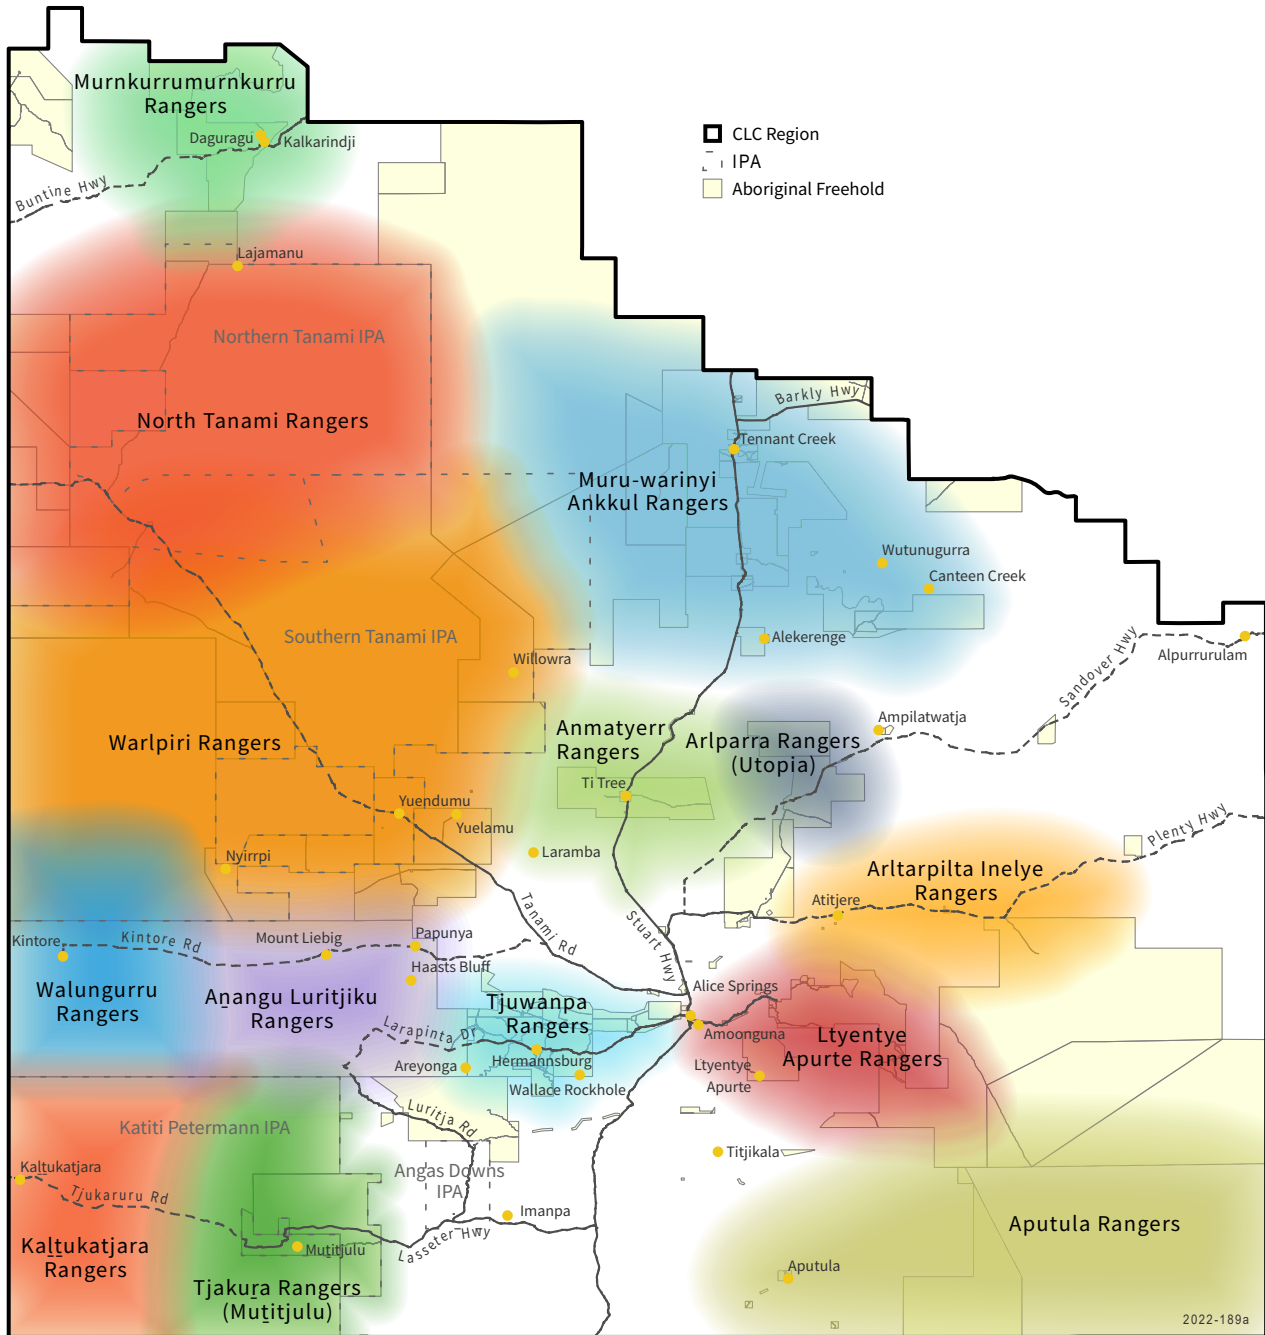 Murnkurrumurnkurru
Rangers
Daguragu
Kalkarindji
Buntine Hwy
CLC Region
IPA
Aboriginal Freehold
Lajamanu
Northern Tanami IPA
North Tanami Rangers
Barkly Hwy
Tennant Creek
Muru-warinyi
Ankkul Rangers
Wutunugurra
Canteen Creek
Alekerenge
Southern Tanami IPA
Willowra
Sandover Hwy
Alpurrurulam
Warlpiri Rangers
Anmatyerr
Rangers
Arlparra Rangers
(Utopia)
Ampilatwatja
Ti Tree
Yuendumu
Yuelamu
Laramba
Nyirrpi
Plenty Hwy
Arltarpilta Inelye
Rangers
Atitjere
Tanami Rd
Stuart Hwy
Kintore
Kintore Rd
Mount Liebig
Papunya
Haasts Bluff
Walungurru
Rangers
Aṉangu Luritjiku
Rangers
Tjuwanpa
Rangers
Larapinta Dr
Hermannsburg
Areyonga
Wallace Rockhole
Alice Springs
Amoonguna
Ltyentye
Apurte
Ltyentye
Apurte Rangers
Luritja Rd
Katiti Petermann IPA
Angas Downs
IPA
Titjikala
Kaḻtukatjara
Tjukaruru Rd
Imanpa
Lasseter Hwy
Kaḻṯukatjara
Rangers
Muṯitjulu
Tjakuṟa Rangers
(Muṯitjulu)
Aputula Rangers
Aputula
2022-189a